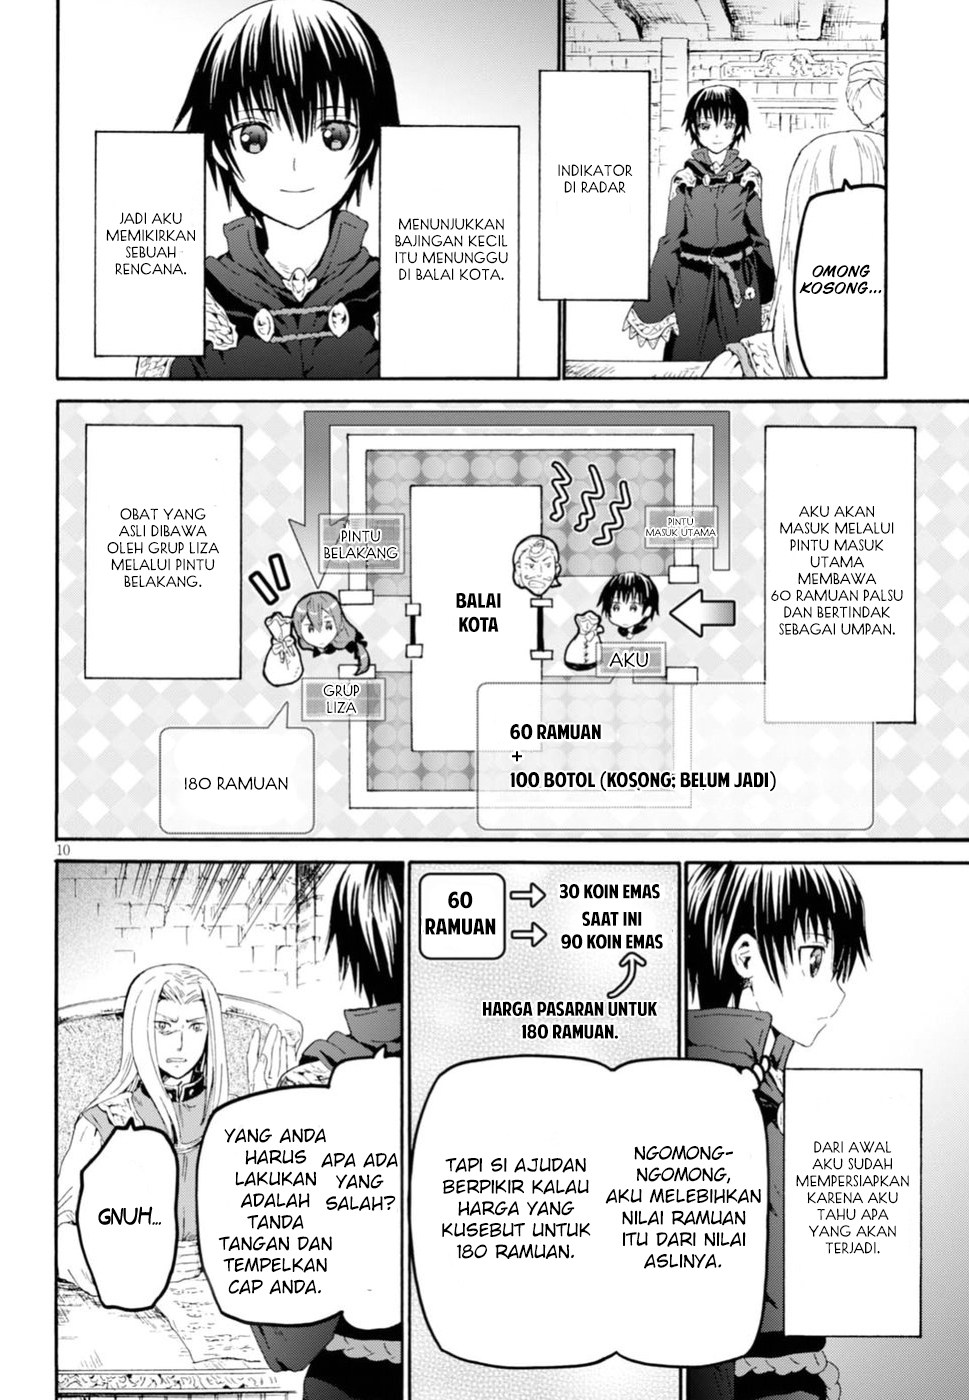 OMONG
KOSONG...
INDIKATOR
DI RADAR
MENUNJUKKAN
BAJINGAN KECIL
ITU MENUNGGU
DI BALAI KOTA.
JADI AKU
MEMIKIRKAN
SEBUAH
RENCANA.
AKU AKAN
MASUK MELALUI
PINTU MASUK
UTAMA
MEMBAWA
60 RAMUAN PALSU
DAN BERTINDAK
SEBAGAI UMPAN.
PINTU
MASUK UTAMA
AKU
60 RAMUAN
+
100 BOTOL (KOSONG; BELUM JADI)
BALAI
KOTA
PINTU
BELAKANG
GRUP
LIZA
180 RAMUAN
OBAT YANG
ASLI DIBAWA
OLEH GRUP LIZA
MELALUI PINTU
BELAKANG.
10
DARI AWAL
AKU SUDAH
MEMPERSIAPKAN
KARENA AKU
TAHU APA
YANG AKAN
TERJADI.
60
RAMUAN
30 KOIN EMAS
SAAT INI
90 KOIN EMAS
HARGA PASARAN UNTUK
180 RAMUAN.
NGOMONG-
NGOMONG,
AKU MELEBIHKAN
NILAI RAMUAN
ITU DARI NILAI
ASLINYA.
TAPI SI AJUDAN
BERPIKIR KALAU
HARGA YANG
KUSEBUT UNTUK
180 RAMUAN.
APA ADA
YANG
SALAH?
YANG ANDA
HARUS
LAKUKAN
ADALAH
TANDA
TANGAN DAN
TEMPELKAN
CAP ANDA.
GNUH...